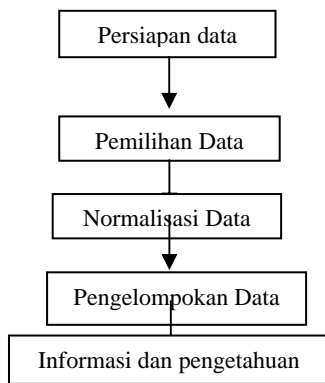 Persiapan data
Pemilihan Data
Normalisasi Data
Pengelompokan Data
Informasi dan pengetahuan